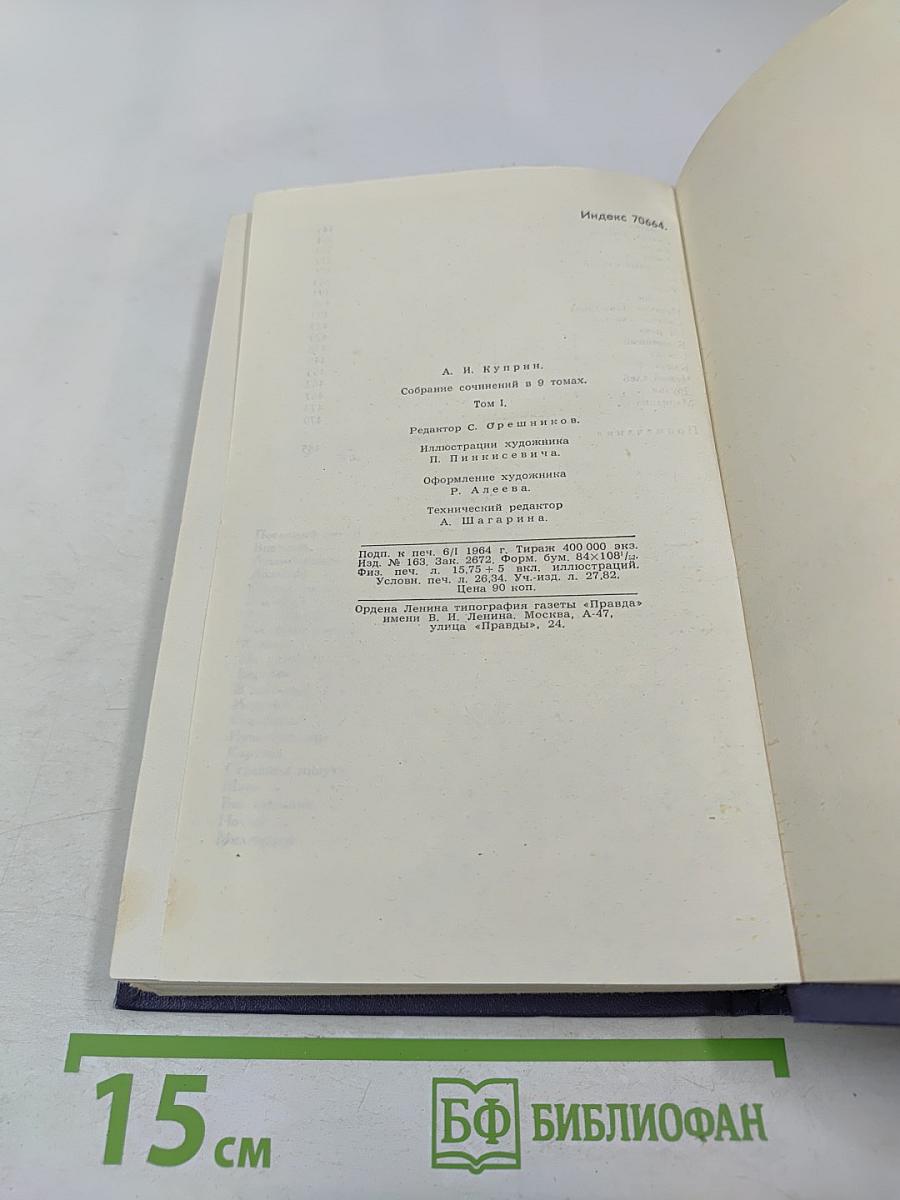 Индекс 70664.
А. И. Куприн.
Собрание сочинений в 9 томах.
Том I.
Редактор С. Орешников.
Иллюстрации художника
П. Пинкисевича.
Оформление художника
Р. Алеева.
Технический редактор
А. Шагарина.
Подп. к печ. 6/I 1964 г. Тираж 400 000 экз.
Изд. № 163. Зак. 2672. Форм. бум. 84×108¹/₃₂.
Физ. печ. л. 15,75 + 5 вкл. иллюстраций.
Условн. печ. л. 26,34. Уч.-изд. л. 27,82.
Цена 90 коп.
Ордена Ленина типография газеты «Правда»
имени В. И. Ленина. Москва, А-47,
улица «Правды», 24.
15 см
БФ БИБЛИОФАН